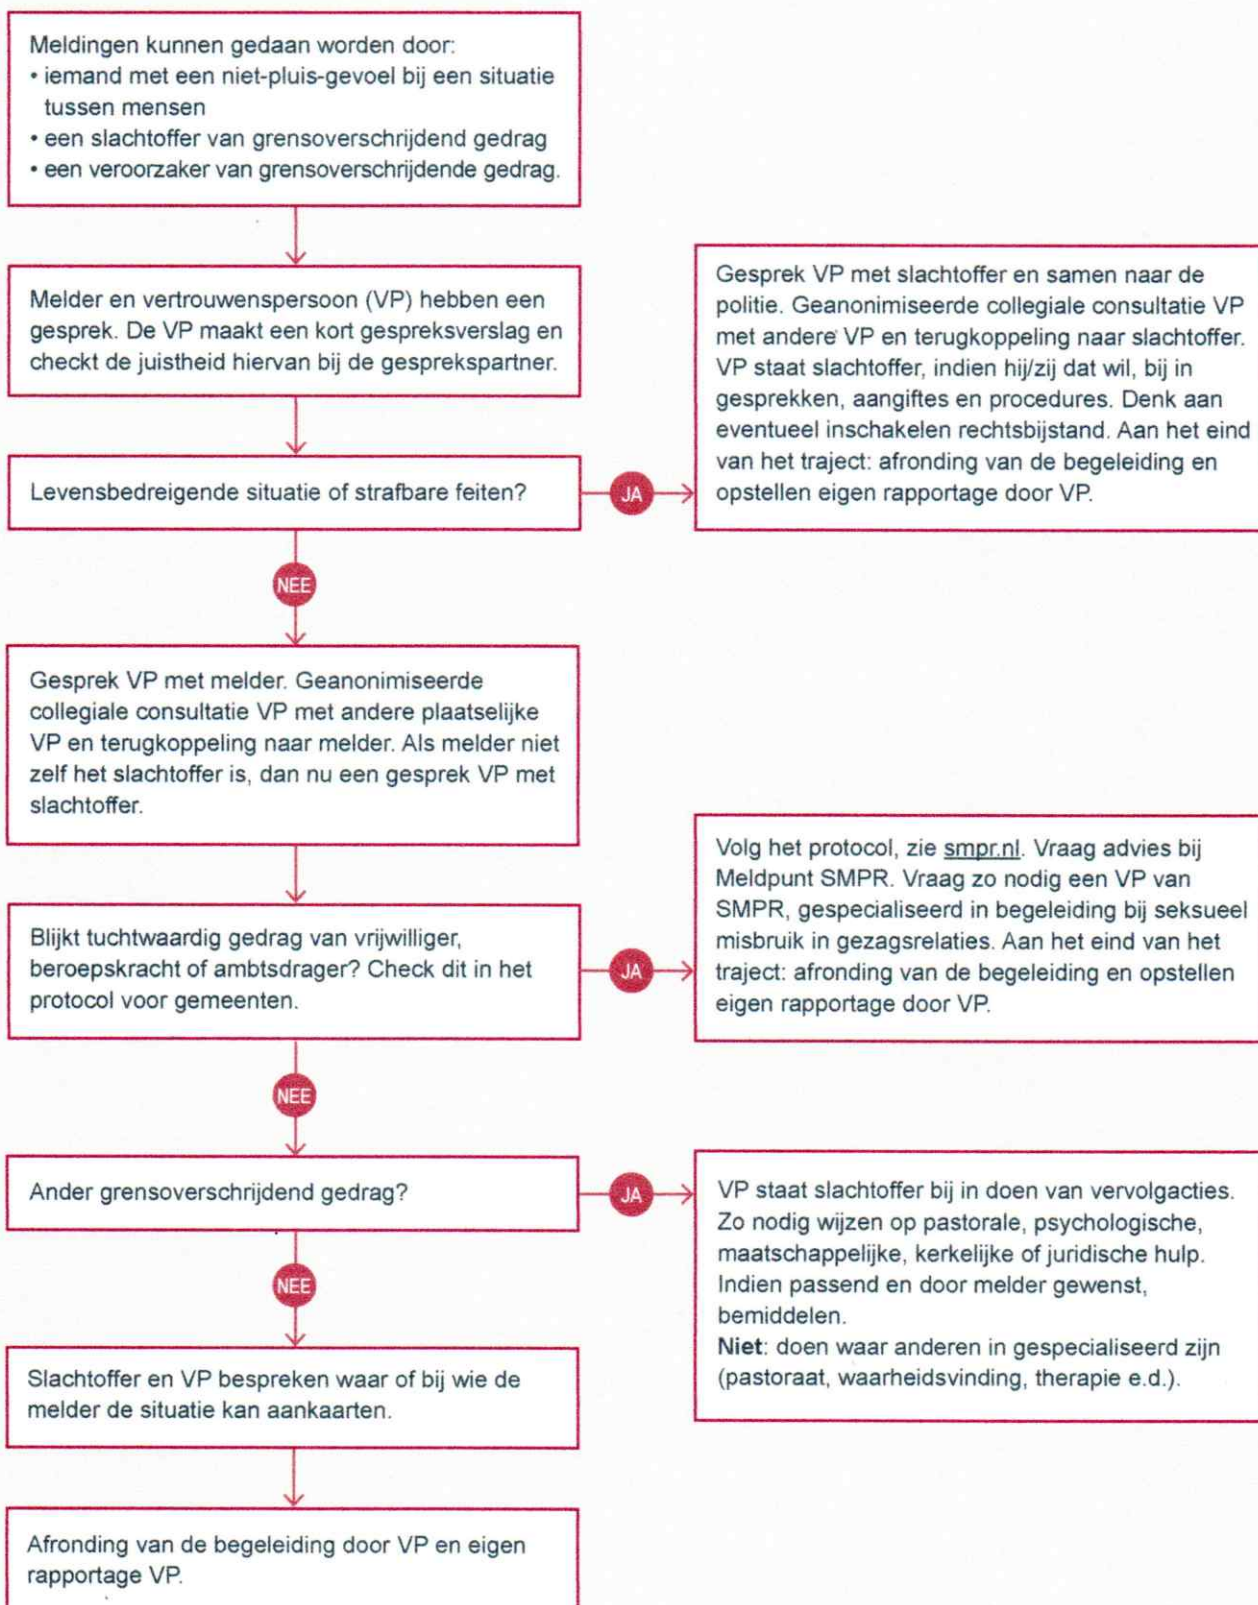 Meldingen kunnen gedaan worden door:
• iemand met een niet-pluis-gevoel bij een situatie
tussen mensen
• een slachtoffer van grensoverschrijdend gedrag
• een veroorzaker van grensoverschrijdende gedrag.
Melder en vertrouwenspersoon (VP) hebben een
gesprek. De VP maakt een kort gespreksverslag en
checkt de juistheid hiervan bij de gesprekspartner.
Levensbedreigende situatie of strafbare feiten?
JA
Gesprek VP met slachtoffer en samen naar de
politie. Geanonimiseerde collegiale consultatie VP
met andere VP en terugkoppeling naar slachtoffer.
VP staat slachtoffer, indien hij/zij dat wil, bij in
gesprekken, aangiftes en procedures. Denk aan
eventueel inschakelen rechtsbijstand. Aan het eind
van het traject: afronding van de begeleiding en
opstellen eigen rapportage door VP.
NEE
Gesprek VP met melder. Geanonimiseerde
collegiale consultatie VP met andere plaatselijke
VP en terugkoppeling naar melder. Als melder niet
zelf het slachtoffer is, dan nu een gesprek VP met
slachtoffer.
Blijkt tuchtwaardig gedrag van vrijwilliger,
beroepskracht of ambtsdrager? Check dit in het
protocol voor gemeenten.
JA
Volg het protocol, zie smpr.nl. Vraag advies bij
Meldpunt SMPR. Vraag zo nodig een VP van
SMPR, gespecialiseerd in begeleiding bij seksueel
misbruik in gezagsrelaties. Aan het eind van het
traject: afronding van de begeleiding en opstellen
eigen rapportage door VP.
NEE
Ander grensoverschrijdend gedrag?
JA
VP staat slachtoffer bij in doen van vervolgacties.
Zo nodig wijzen op pastorale, psychologische,
maatschappelijke, kerkelijke of juridische hulp.
Indien passend en door melder gewenst,
bemiddelen.
Niet: doen waar anderen in gespecialiseerd zijn
(pastoraat, waarheidsvinding, therapie e.d.).
NEE
Slachtoffer en VP bespreken waar of bij wie de
melder de situatie kan aankaarten.
Afronding van de begeleiding door VP en eigen
rapportage VP.